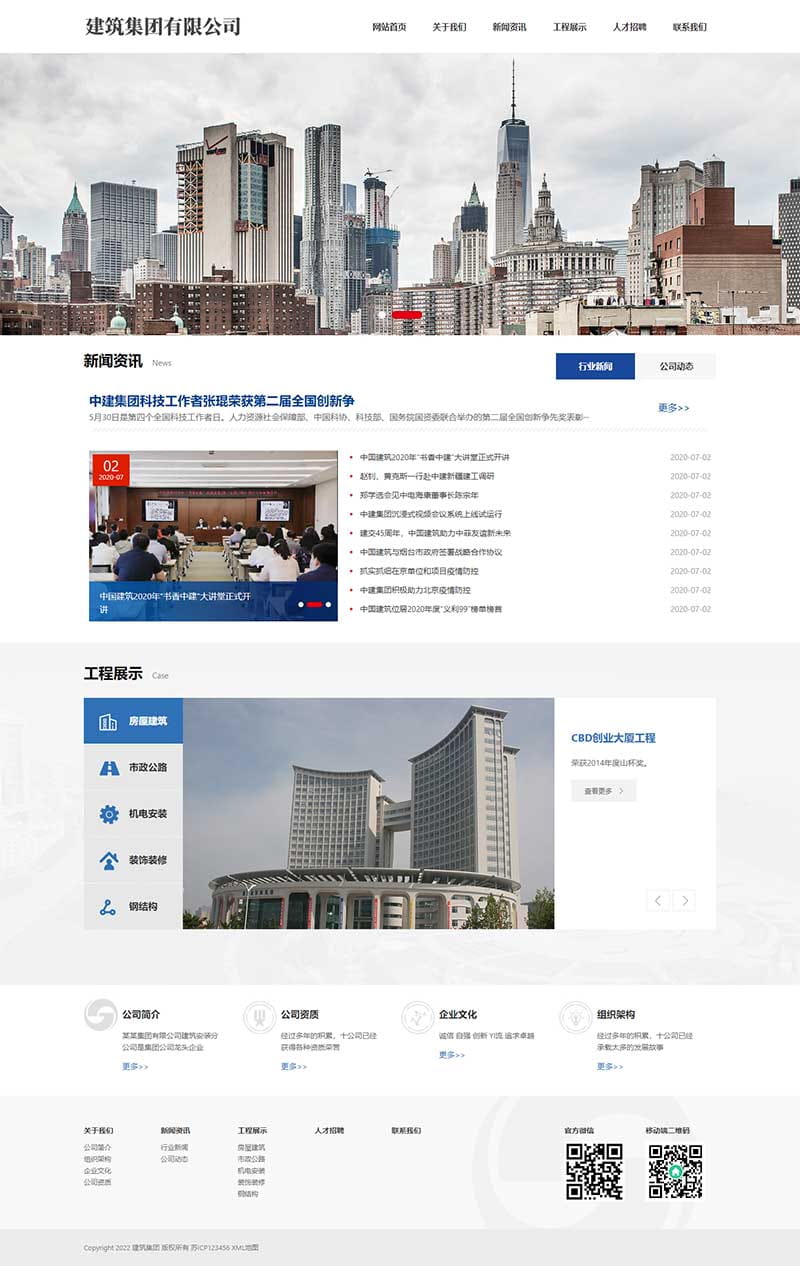 建筑集团有限公司
网站首页 关于我们 新闻资讯 工程展示 人才招聘 联系我们
新闻资讯 News
行业新闻 公司动态
中建集团科技工作者张琨荣获第二届全国创新争
5月30日是第四个全国科技工作者日。人力资源社会保障部、中国科协、科技部、国务院国资委联合举办的第二届全国创新争先奖表彰···
更多>>
02
2020-07
中国建筑2020年“书香中建”大讲堂正式开
讲
中国建筑2020年“书香中建”大讲堂正式开讲 2020-07-02
赵钊、黄克斯一行赴中建新疆建工调研 2020-07-02
郑学选会见中电海康董事长陈宗年 2020-07-02
中建集团沉浸式视频会议系统上线试运行 2020-07-02
建交45周年，中国建筑助力中菲友谊新未来 2020-07-02
中国建筑与烟台市政府签署战略合作协议 2020-07-02
抓实抓细在京单位和项目疫情防控 2020-07-02
中建集团积极助力北京疫情防控 2020-07-02
中国建筑位居2020年度“义利99”榜单榜首 2020-07-02
工程展示 Case
房屋建筑
市政公路
机电安装
装饰装修
钢结构
CBD创业大厦工程
荣获2014年度山杯奖。
查看更多 >
公司简介
某某集团有限公司建筑安装分
公司是集团公司龙头企业
更多>>
公司资质
经过多年的积累，十公司已经
获得各种资质荣誉
更多>>
企业文化
诚信 自强 创新 YI流 追求卓越
更多>>
组织架构
经过多年的积累，十公司已经
承载太多的发展故事
更多>>
关于我们
公司简介
组织架构
企业文化
公司资质
新闻资讯
行业新闻
公司动态
工程展示
房屋建筑
市政公路
机电安装
装饰装修
钢结构
人才招聘
联系我们
官方微信
移动端二维码
Copyright 2022 建筑集团 版权所有 苏ICP123456 XML地图